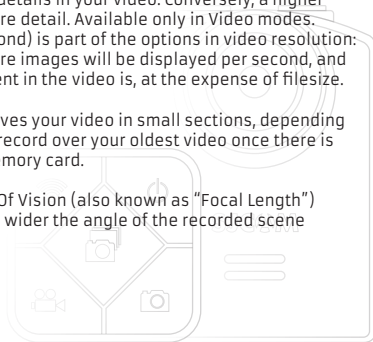 details in your video. Conversely, a higher
re detail. Available only in Video modes.
ond) is part of the options in video resolution:
re images will be displayed per second, and
ent in the video is, at the expense of filesize.
ves your video in small sections, depending
record over your oldest video once there is
emory card.
Of Vision (also known as “Focal Length”)
wider the angle of the recorded scene